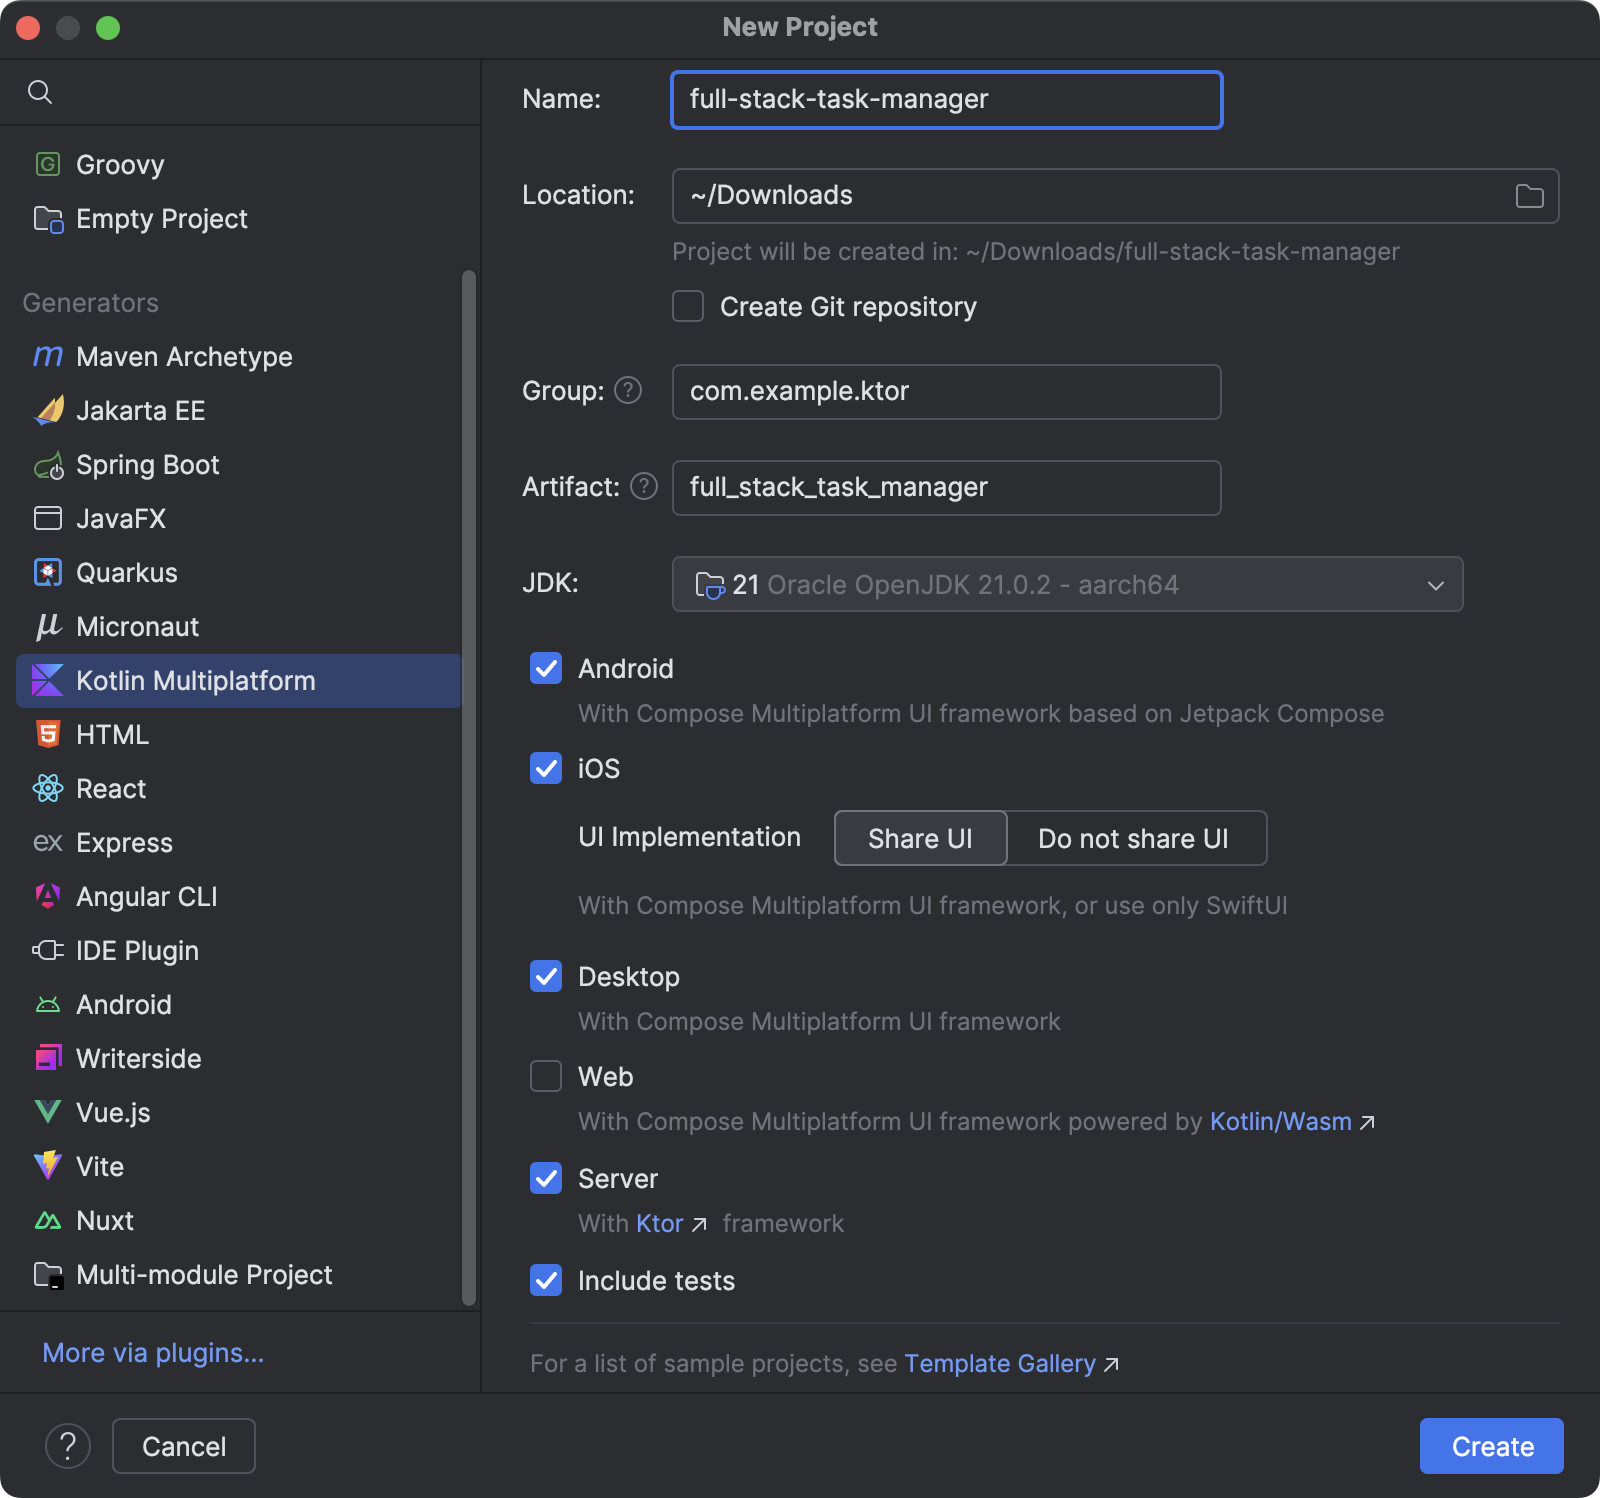 New Project
Groovy
Empty Project
Generators
Maven Archetype
Jakarta EE
Spring Boot
JavaFX
Quarkus
Micronaut
Kotlin Multiplatform
HTML
React
Express
Angular CLI
IDE Plugin
Android
Writerside
Vue.js
Vite
Nuxt
Multi-module Project
More via plugins...
Name: full-stack-task-manager
Location: ~/Downloads
Project will be created in: ~/Downloads/full-stack-task-manager
Create Git repository
Group: ? com.example.ktor
Artifact: ? full_stack_task_manager
JDK: 21 Oracle OpenJDK 21.0.2 - aarch64
Android
With Compose Multiplatform UI framework based on Jetpack Compose
iOS
UI Implementation Share UI Do not share UI
With Compose Multiplatform UI framework, or use only SwiftUI
Desktop
With Compose Multiplatform UI framework
Web
With Compose Multiplatform UI framework powered by Kotlin/Wasm ↗
Server
With Ktor ↗ framework
Include tests
For a list of sample projects, see Template Gallery ↗
? Cancel Create